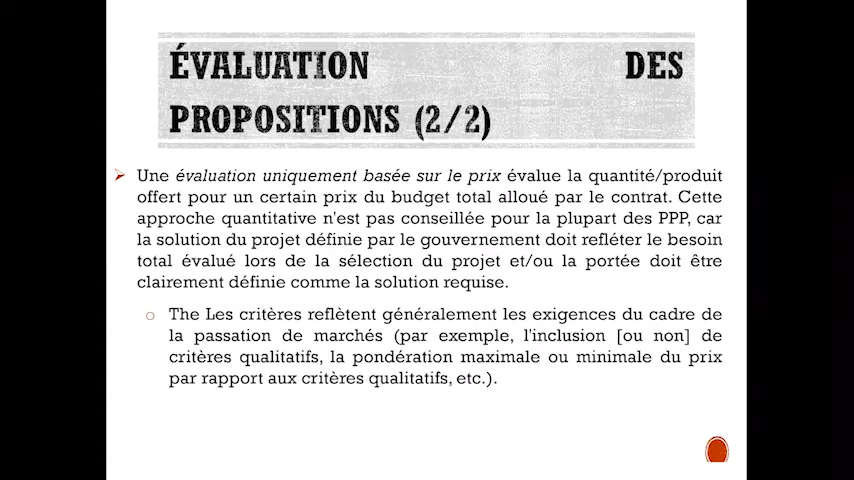 ÉVALUATION DES
PROPOSITIONS (2/2)
Une évaluation uniquement basée sur le prix évalue la quantité/produit
offert pour un certain prix du budget total alloué par le contrat. Cette
approche quantitative n'est pas conseillée pour la plupart des PPP, car
la solution du projet définie par le gouvernement doit refléter le besoin
total évalué lors de la sélection du projet et/ou la portée doit être
clairement définie comme la solution requise.
The Les critères reflètent généralement les exigences du cadre de
la passation de marchés (par exemple, l'inclusion [ou non] de
critères qualitatifs, la pondération maximale ou minimale du prix
par rapport aux critères qualitatifs, etc.).